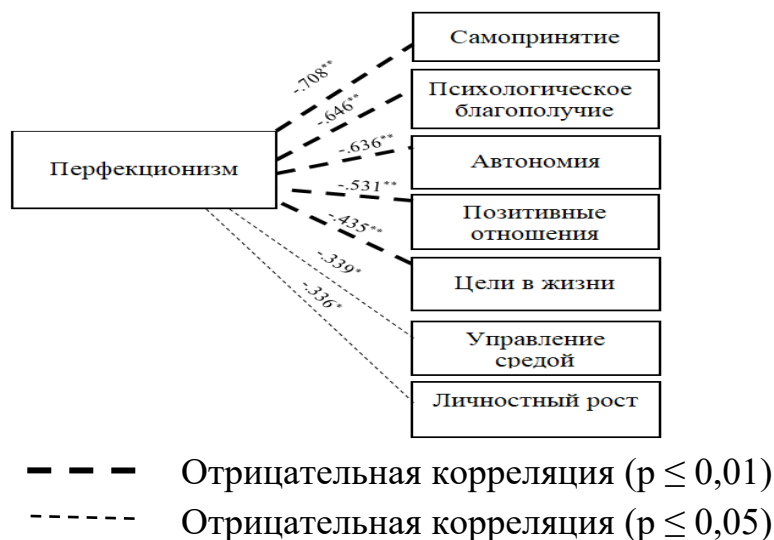 Самопринятие
-.708**
Психологическое
благополучие
-.646**
Перфекционизм
-.636**
Автономия
-.531**
Позитивные
отношения
-.435**
Цели в жизни
-.339*
Управление
средой
-.336*
Личностный рост
Отрицательная корреляция (p ≤ 0,01)
Отрицательная корреляция (p ≤ 0,05)